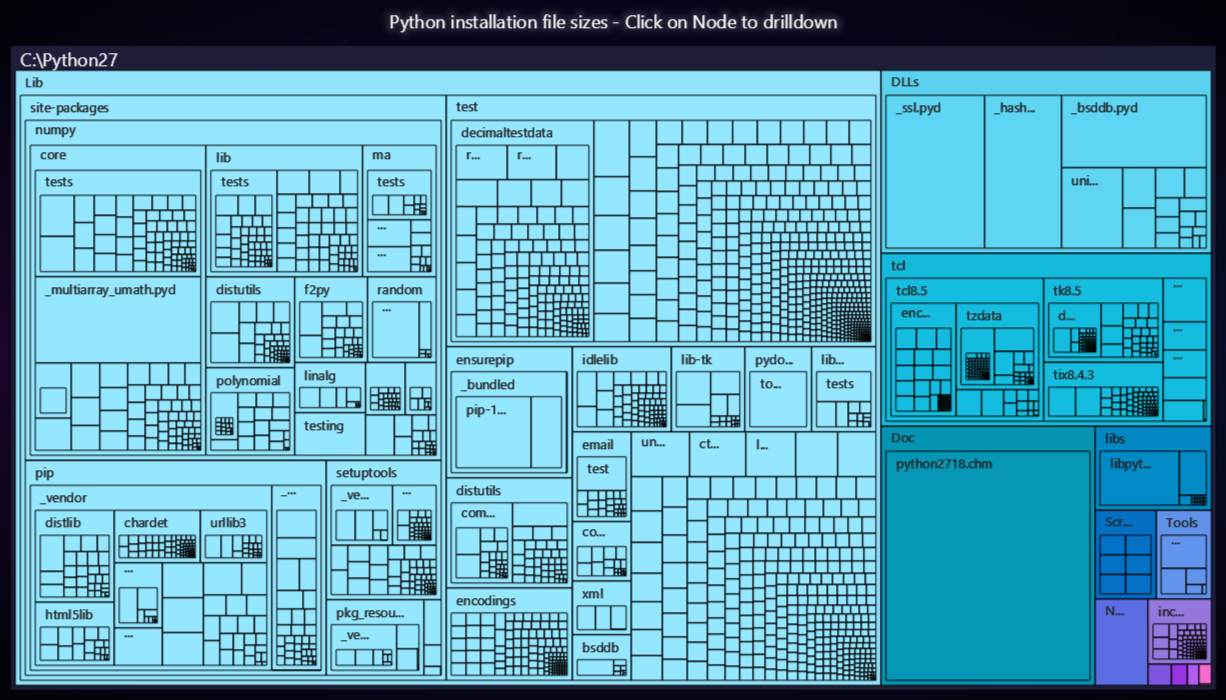 Python installation file sizes - Click on Node to drilldown
C:\Python27
Lib
site-packages
numpy
core
tests
lib
tests
ma
tests
...
...
_multiarray_umath.pyd
distutils
f2py
random
...
polynomial
linalg
testing
pip
_vendor
distlib
chardet
urllib3
...
html5lib
...
_...
setuptools
_ve...
...
pkg_resou...
_ve...
test
decimaltestdata
r...
r...
ensurepip
_bundled
pip-1...
distutils
com...
encodings
idlelib
lib-tk
pydo...
to...
lib...
tests
email
test
co...
xml
bsddb
un...
ct...
l...
DLLs
_ssl.pyd
_hash...
_bsddb.pyd
uni...
tcl
tcl8.5
enc...
tzdata
tk8.5
d...
tix8.4.3
...
...
...
Doc
python2718.chm
libs
libpyt...
Scr...
Tools
...
N...
inc...